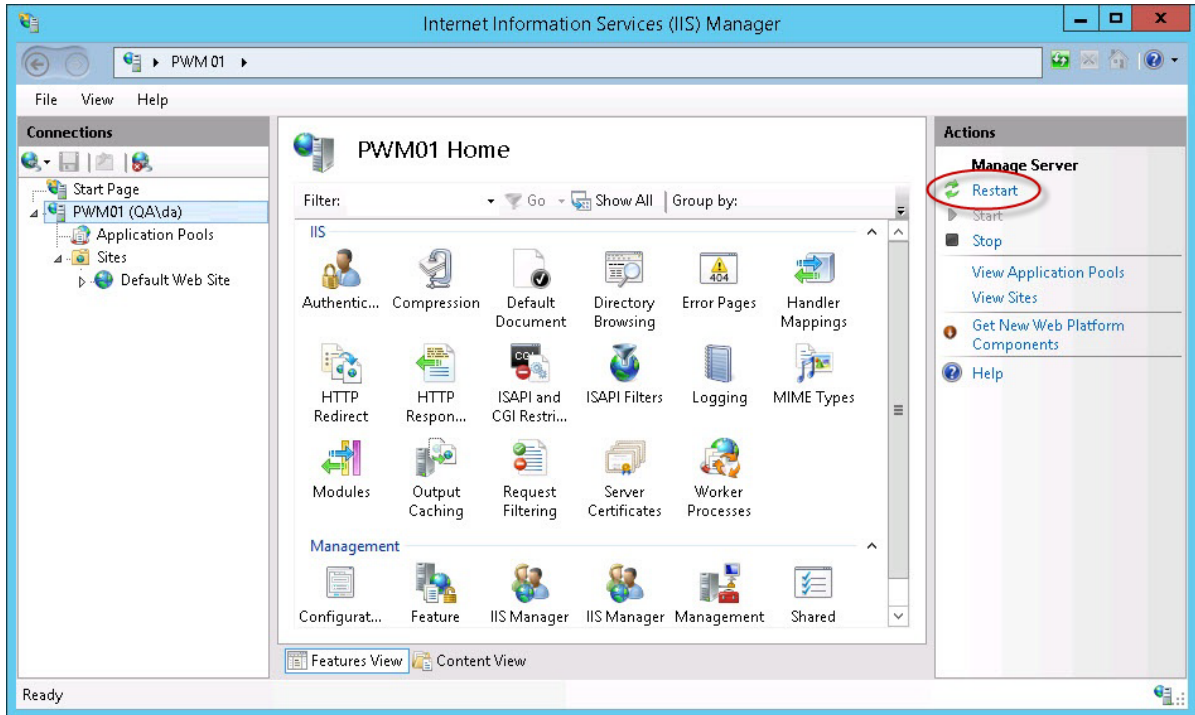 Internet Information Services (IIS) Manager
PWM01
File View Help
Connections
Start Page
PWM01 (QA\da)
Application Pools
Sites
Default Web Site
PWM01 Home
Filter: Go Show All Group by:
IIS
Authentic... Compression Default Document Directory Browsing Error Pages Handler Mappings
404
CGI
HTTP Redirect HTTP Respon... ISAPI and CGI Restri... ISAPI Filters Logging MIME Types
Modules Output Caching Request Filtering Server Certificates Worker Processes
Management
Configurat... Feature IIS Manager IIS Manager Management Shared
Features View Content View
Ready
Actions
Manage Server
Restart
Start
Stop
View Application Pools
View Sites
Get New Web Platform
Components
Help